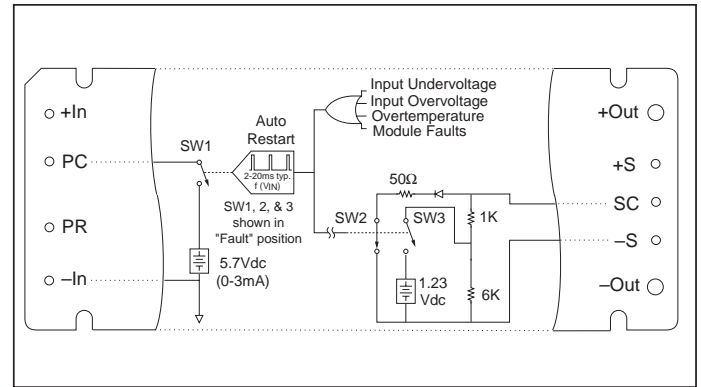 +In
PC
PR
–In
SW1
Auto
Restart
2-20ms typ.
f (VIN)
SW1, 2, & 3
shown in
"Fault" position
5.7Vdc
(0-3mA)
Input Undervoltage
Input Overvoltage
Overtemperature
Module Faults
50Ω
SW2
SW3
1K
1.23
Vdc
6K
+Out
+S
SC
–S
–Out